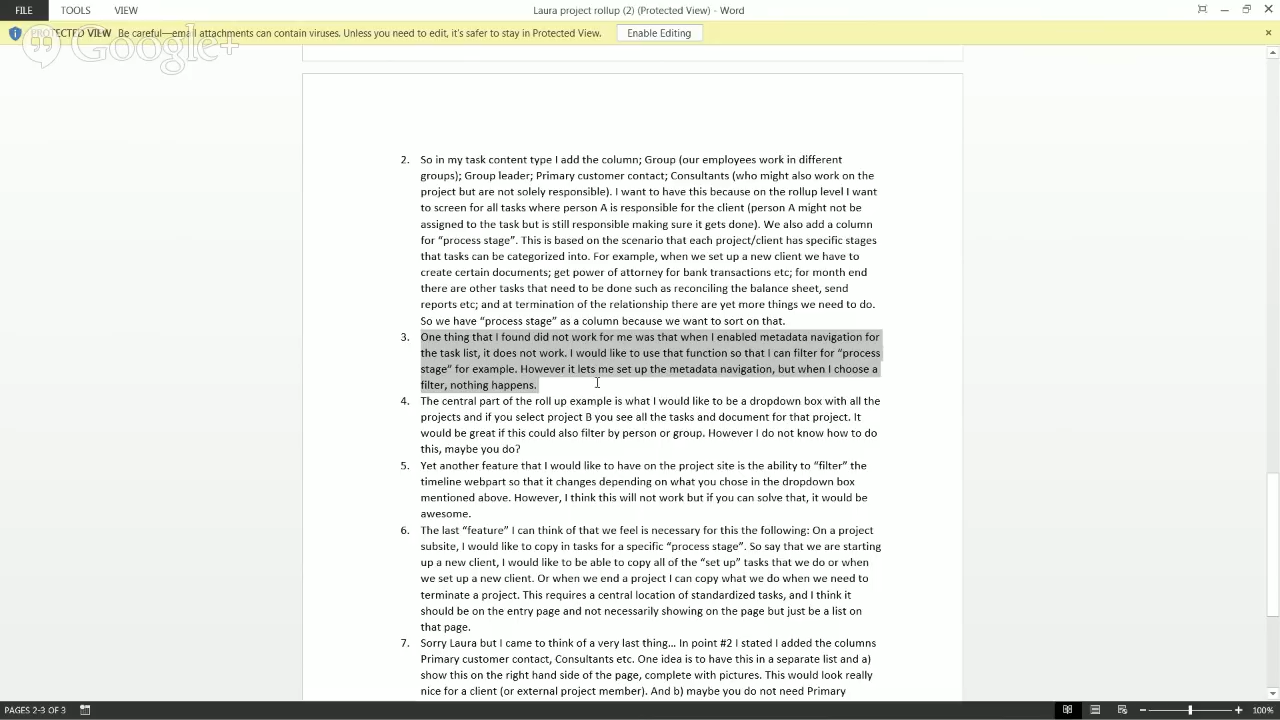 FILE TOOLS VIEW Laura project rollup (2) (Protected View) - Word
PROTECTED VIEW Be careful—email attachments can contain viruses. Unless you need to edit, it's safer to stay in Protected View. Enable Editing
Google+
2. So in my task content type I add the column; Group (our employees work in different
groups); Group leader; Primary customer contact; Consultants (who might also work on the
project but are not solely responsible). I want to have this because on the rollup level I want
to screen for all tasks where person A is responsible for the client (person A might not be
assigned to the task but is still responsible making sure it gets done). We also add a column
for “process stage”. This is based on the scenario that each project/client has specific stages
that tasks can be categorized into. For example, when we set up a new client we have to
create certain documents; get power of attorney for bank transactions etc; for month end
there are other tasks that need to be done such as reconciling the balance sheet, send
reports etc; and at termination of the relationship there are yet more things we need to do.
So we have “process stage” as a column because we want to sort on that.
3. One thing that I found did not work for me was that when I enabled metadata navigation for
the task list, it does not work. I would like to use that function so that I can filter for “process
stage” for example. However it lets me set up the metadata navigation, but when I choose a
filter, nothing happens.
4. The central part of the roll up example is what I would like to be a dropdown box with all the
projects and if you select project B you see all the tasks and document for that project. It
would be great if this could also filter by person or group. However I do not know how to do
this, maybe you do?
5. Yet another feature that I would like to have on the project site is the ability to “filter” the
timeline webpart so that it changes depending on what you chose in the dropdown box
mentioned above. However, I think this will not work but if you can solve that, it would be
awesome.
6. The last “feature” I can think of that we feel is necessary for this the following: On a project
subsite, I would like to copy in tasks for a specific “process stage”. So say that we are starting
up a new client, I would like to be able to copy all of the “set up” tasks that we do or when
we set up a new client. Or when we end a project I can copy what we do when we need to
terminate a project. This requires a central location of standardized tasks, and I think it
should be on the entry page and not necessarily showing on the page but just be a list on
that page.
7. Sorry Laura but I came to think of a very last thing… In point #2 I stated I added the columns
Primary customer contact, Consultants etc. One idea is to have this in a separate list and a)
show this on the right hand side of the page, complete with pictures. This would look really
nice for a client (or external project member). And b) maybe you do not need Primary
PAGES 2-3 OF 3 100%